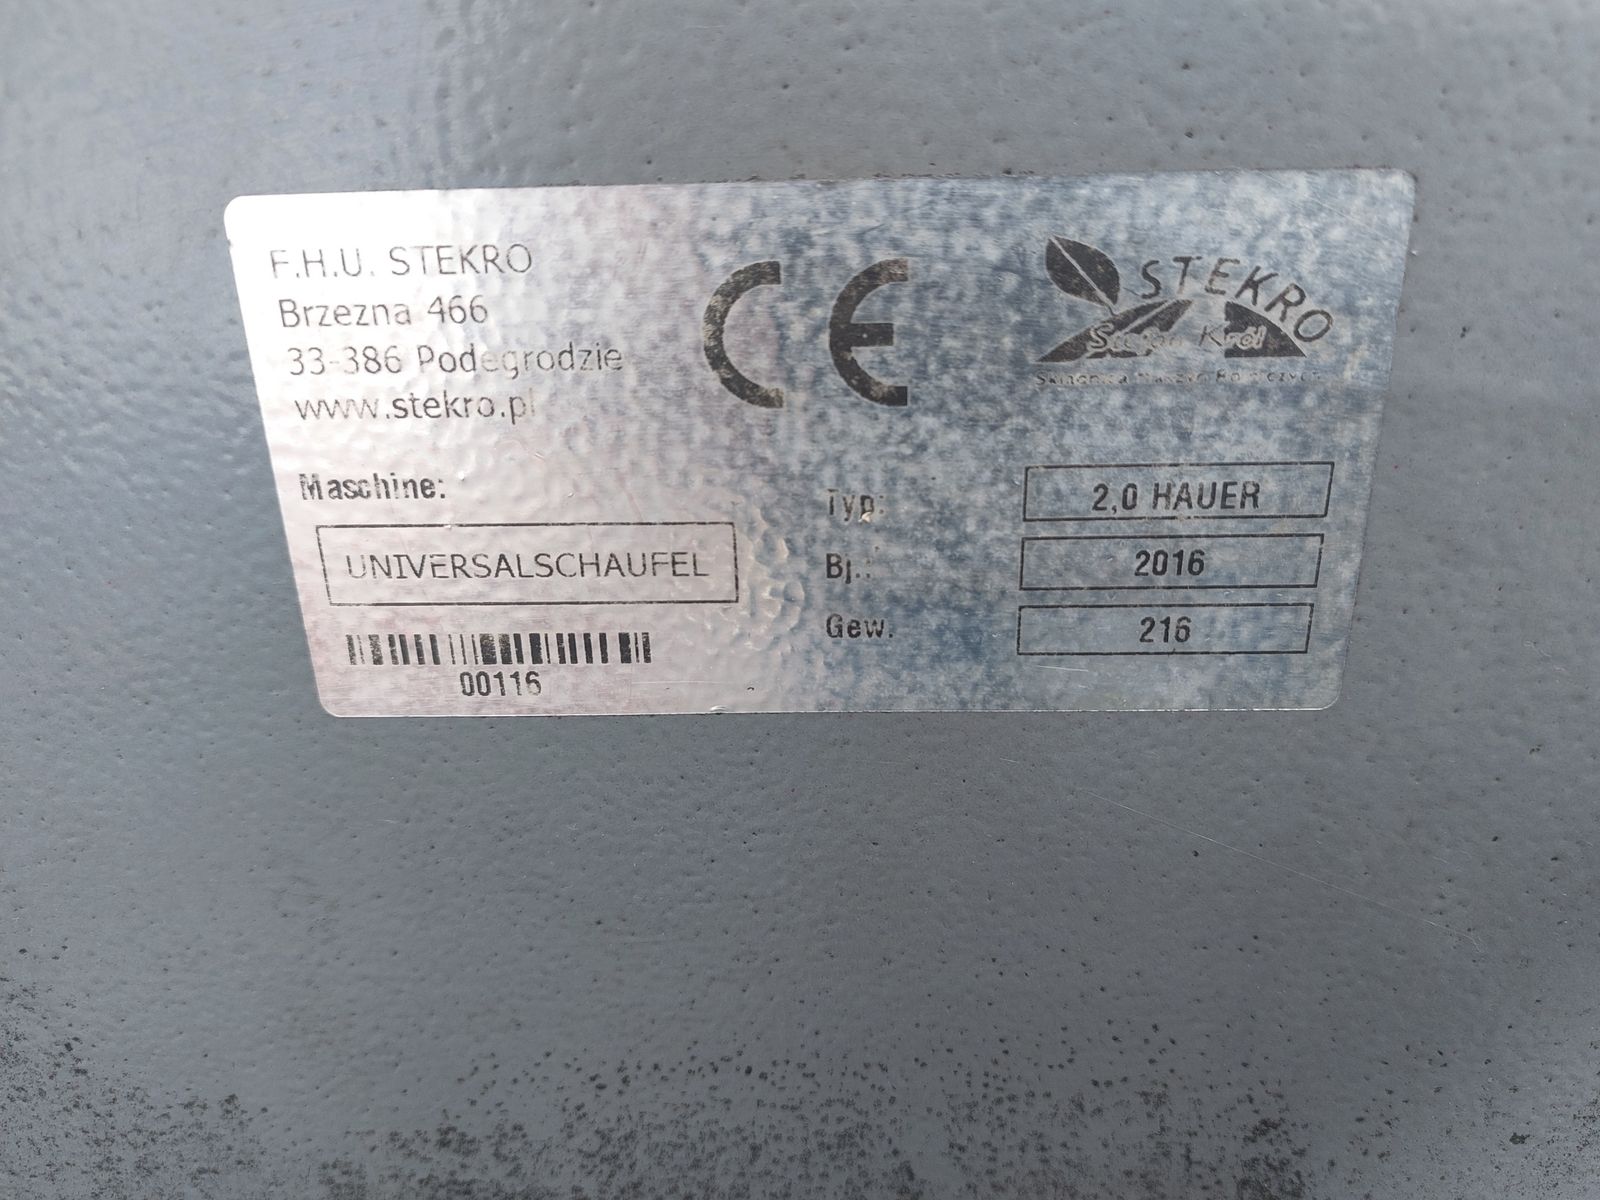 F.H.U. STEKRO
Brzezna 466
33-386 Podegrodzie
www.stekro.pl
CE
STEKRO
Król
Maschine:
UNIVERSALSCHAUFEL
00116
Typ:
2,0 HAUER
Bj.:
2016
Gew.
216